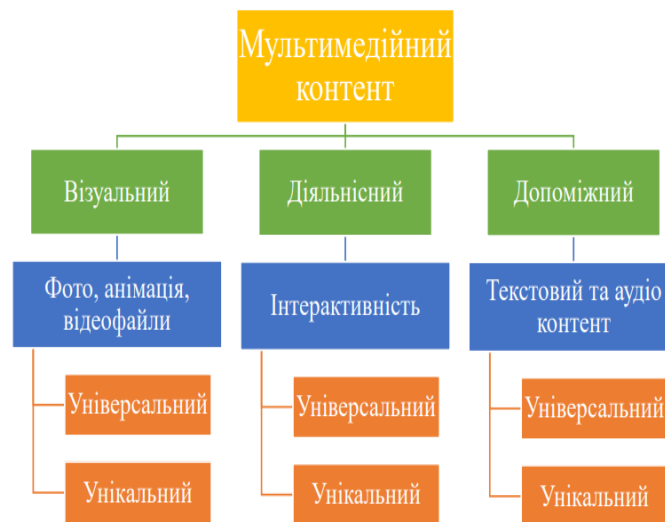 Мультимедійний
контент
Візуальний
Діяльнісний
Допоміжний
Фото, анімація,
відеофайли
Інтерактивність
Текстовий та аудіо
контент
Універсальний
Універсальний
Універсальний
Унікальний
Унікальний
Унікальний